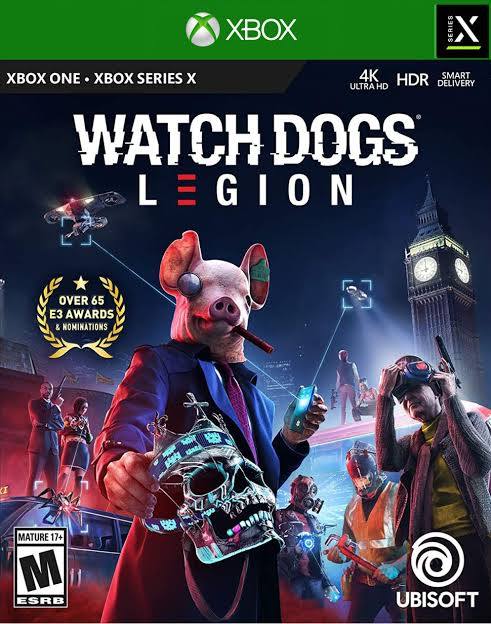 XBOX
SERIES X
XBOX ONE • XBOX SERIES X
4K ULTRA HD
HDR
SMART DELIVERY
WATCH DOGS®
LEGION
OVER 65
E3 AWARDS
& NOMINATIONS
MATURE 17+
M
ESRB
UBISOFT